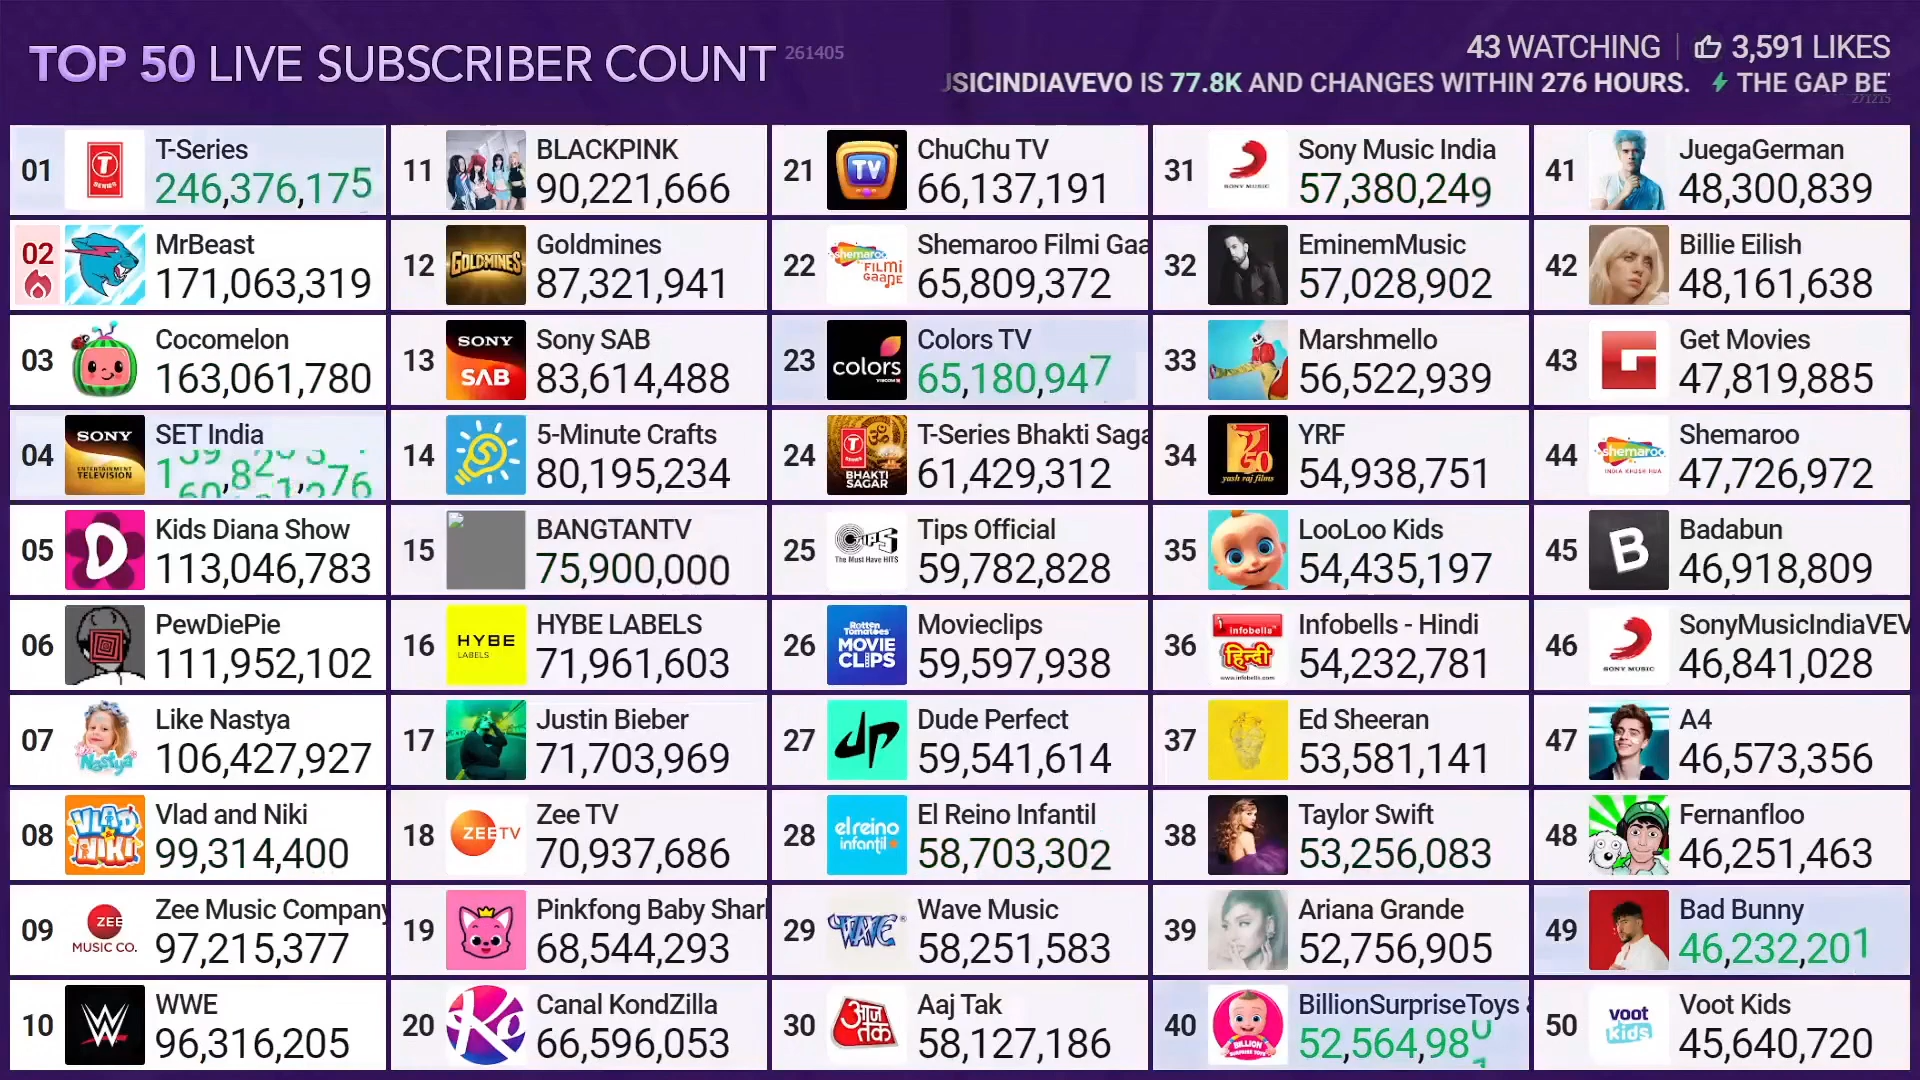 TOP 50 LIVE SUBSCRIBER COUNT 261405
43 WATCHING | 3,591 LIKES
JSICINDIAVEVO IS 77.8K AND CHANGES WITHIN 276 HOURS. THE GAP BE
271215
01 T-Series
246,376,175
02 MrBeast
171,063,319
03 Cocomelon
163,061,780
04 SET India
05 Kids Diana Show
113,046,783
06 PewDiePie
111,952,102
07 Like Nastya
106,427,927
08 Vlad and Niki
99,314,400
09 Zee Music Company
97,215,377
10 WWE
96,316,205
11 BLACKPINK
90,221,666
12 Goldmines
87,321,941
13 Sony SAB
83,614,488
14 5-Minute Crafts
80,195,234
15 BANGTANTV
75,900,000
16 HYBE LABELS
71,961,603
17 Justin Bieber
71,703,969
18 Zee TV
70,937,686
19 Pinkfong Baby Shar
68,544,293
20 Canal KondZilla
66,596,053
21 ChuChu TV
66,137,191
22 Shemaroo Filmi Gaa
65,809,372
23 Colors TV
65,180,947
24 T-Series Bhakti Saga
61,429,312
25 Tips Official
59,782,828
26 Movieclips
59,597,938
27 Dude Perfect
59,541,614
28 El Reino Infantil
58,703,302
29 Wave Music
58,251,583
30 Aaj Tak
58,127,186
31 Sony Music India
57,380,249
32 EminemMusic
57,028,902
33 Marshmello
56,522,939
34 YRF
54,938,751
35 LooLoo Kids
54,435,197
36 Infobells - Hindi
54,232,781
37 Ed Sheeran
53,581,141
38 Taylor Swift
53,256,083
39 Ariana Grande
52,756,905
40 BillionSurpriseToys
52,564,98
41 JuegaGerman
48,300,839
42 Billie Eilish
48,161,638
43 Get Movies
47,819,885
44 Shemaroo
47,726,972
45 Badabun
46,918,809
46 SonyMusicIndiaVEV
46,841,028
47 A4
46,573,356
48 Fernanfloo
46,251,463
49 Bad Bunny
46,232,201
50 Voot Kids
45,640,720